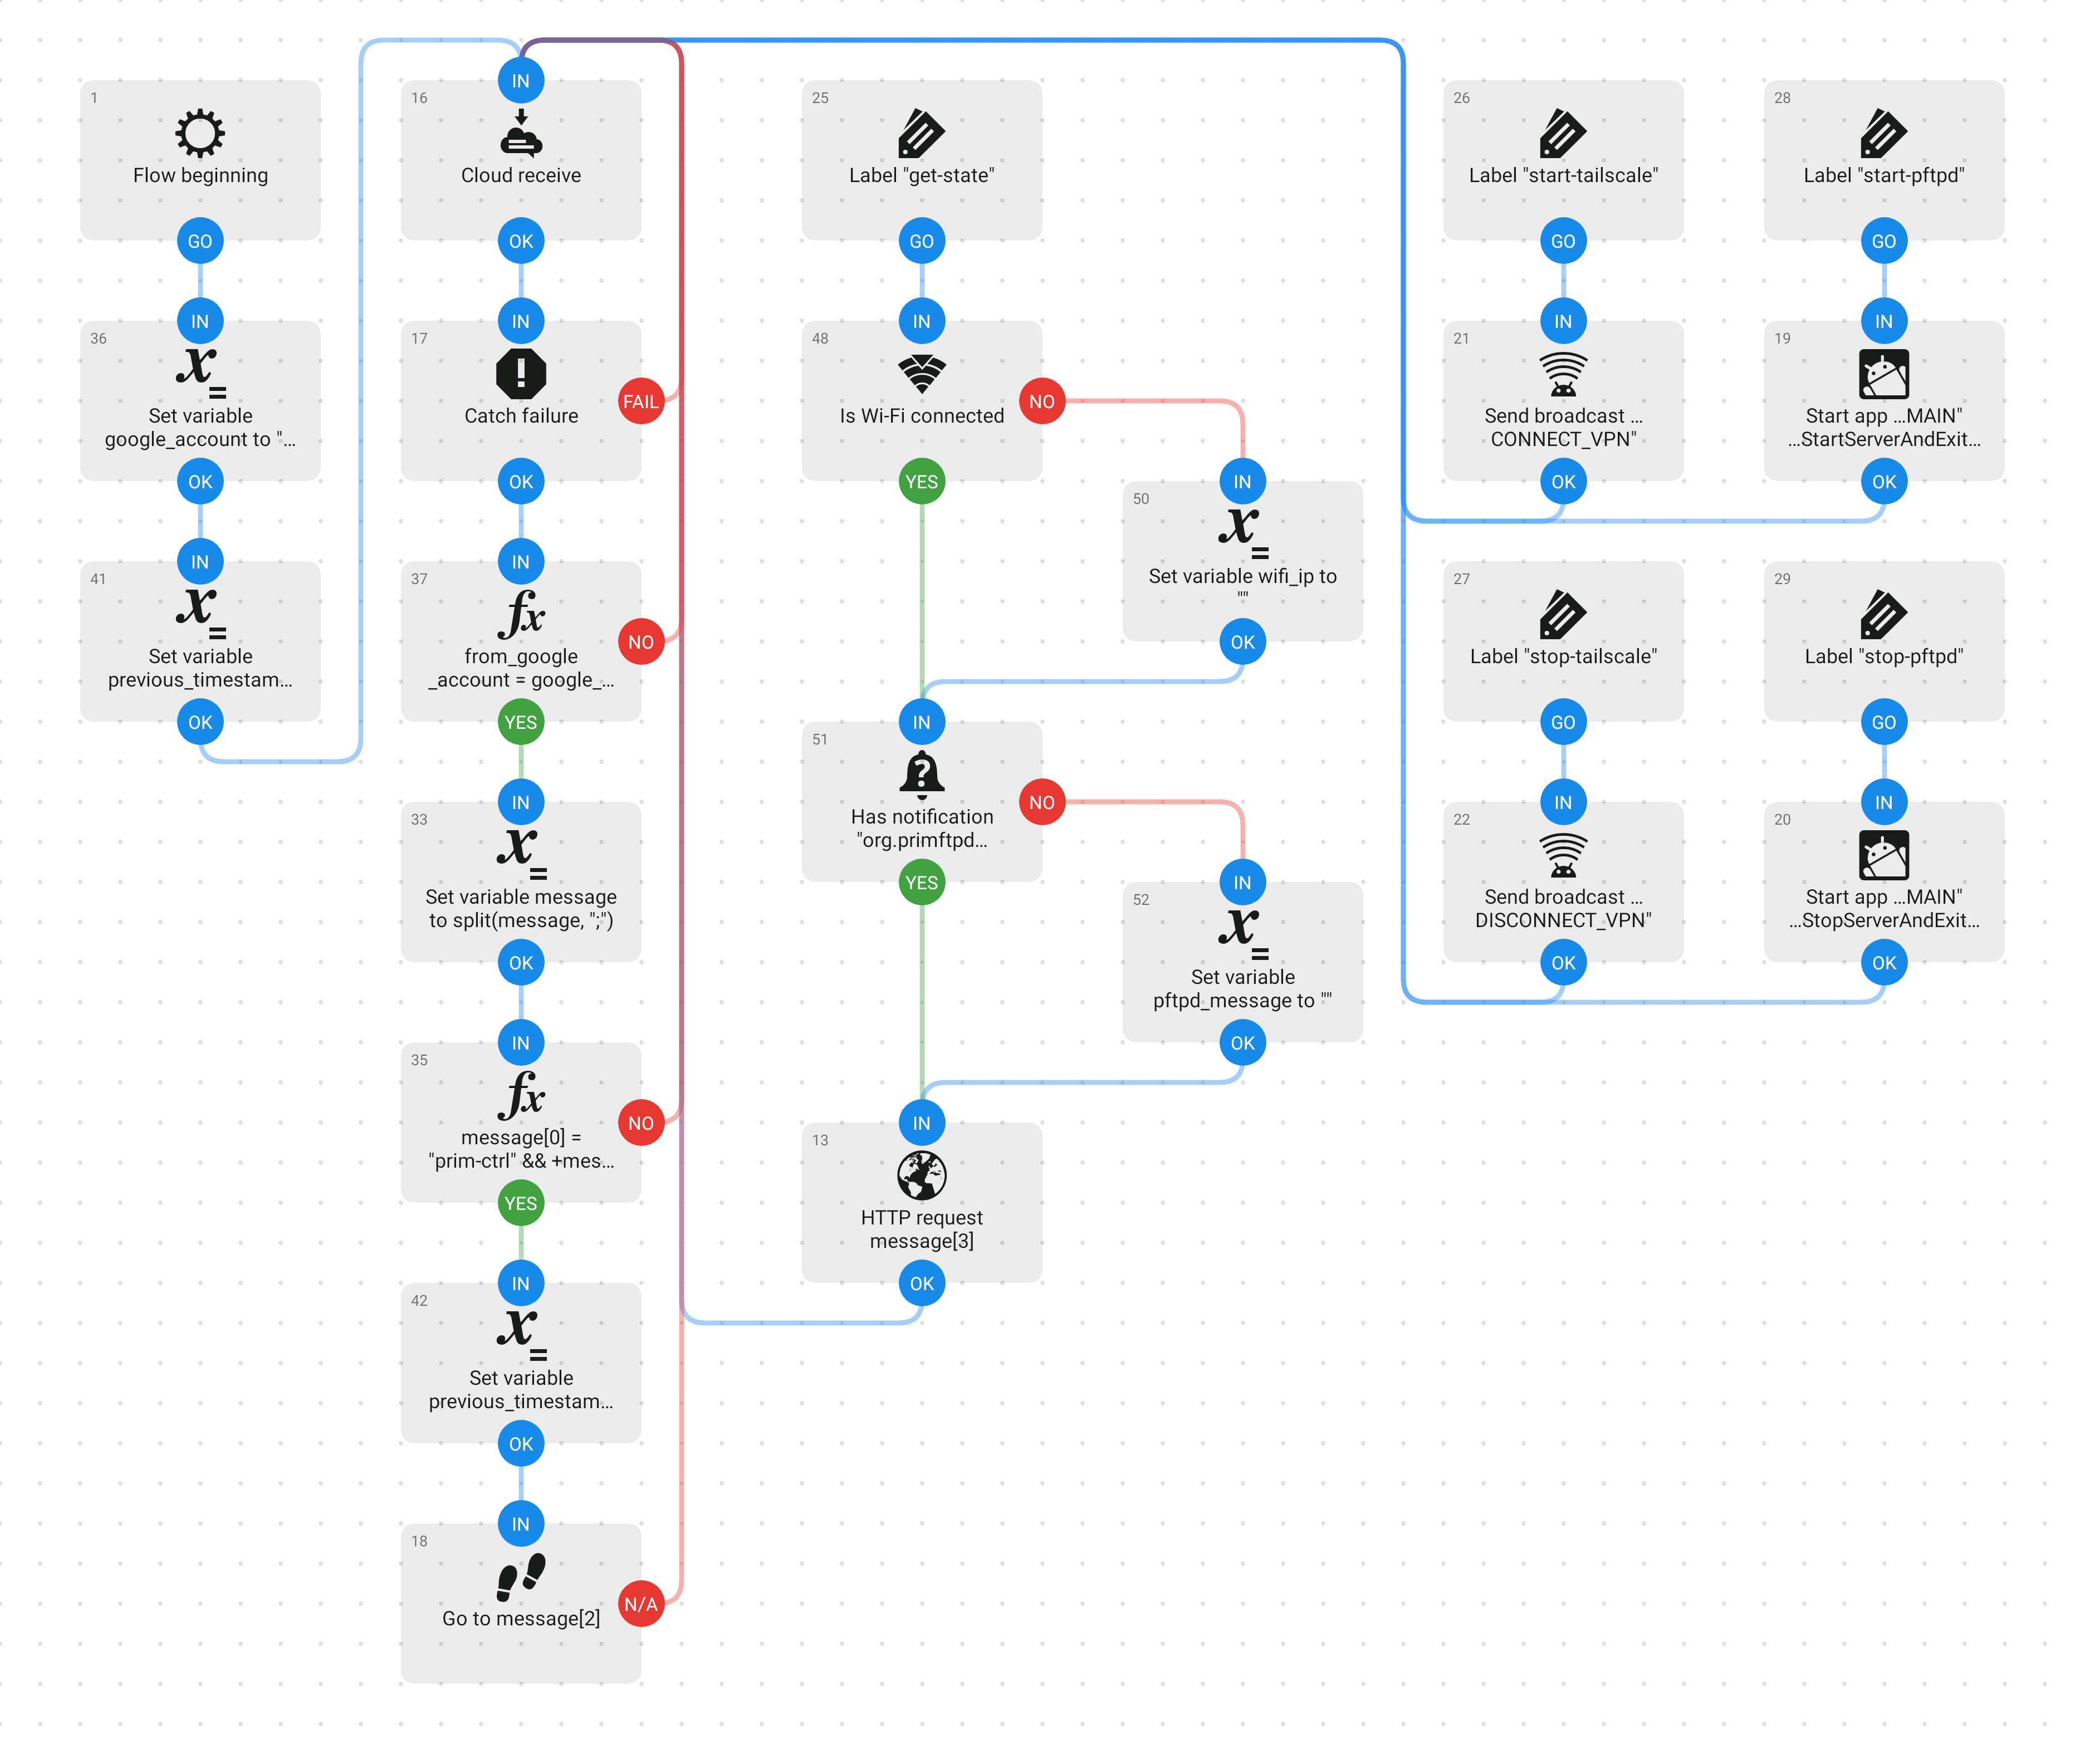 1
Flow beginning
GO
IN
36
x=
Set variable
google_account to "...
OK
IN
41
x=
Set variable
previous_timestam...
OK
IN
16
Cloud receive
OK
IN
17
!
Catch failure
FAIL
OK
IN
37
fx
from_google
_account = google_...
NO
YES
IN
33
x=
Set variable message
to split(message, ";")
OK
IN
35
fx
message[0] =
"prim-ctrl" && +mes...
NO
YES
IN
42
x=
Set variable
previous_timestam...
OK
IN
18
Go to message[2]
N/A
25
Label "get-state"
GO
IN
48
Is Wi-Fi connected
NO
YES
IN
50
x=
Set variable wifi_ip to
""
OK
IN
51
?
Has notification
"org.primftpd...
NO
YES
IN
52
x=
Set variable
pftpd_message to ""
OK
IN
13
HTTP request
message[3]
OK
26
Label "start-tailscale"
GO
IN
21
Send broadcast ...
CONNECT_VPN"
OK
28
Label "start-pftpd"
GO
IN
19
Start app ...MAIN"
...StartServerAndExit...
OK
27
Label "stop-tailscale"
GO
IN
22
Send broadcast ...
DISCONNECT_VPN"
OK
29
Label "stop-pftpd"
GO
IN
20
Start app ...MAIN"
...StopServerAndExit...
OK